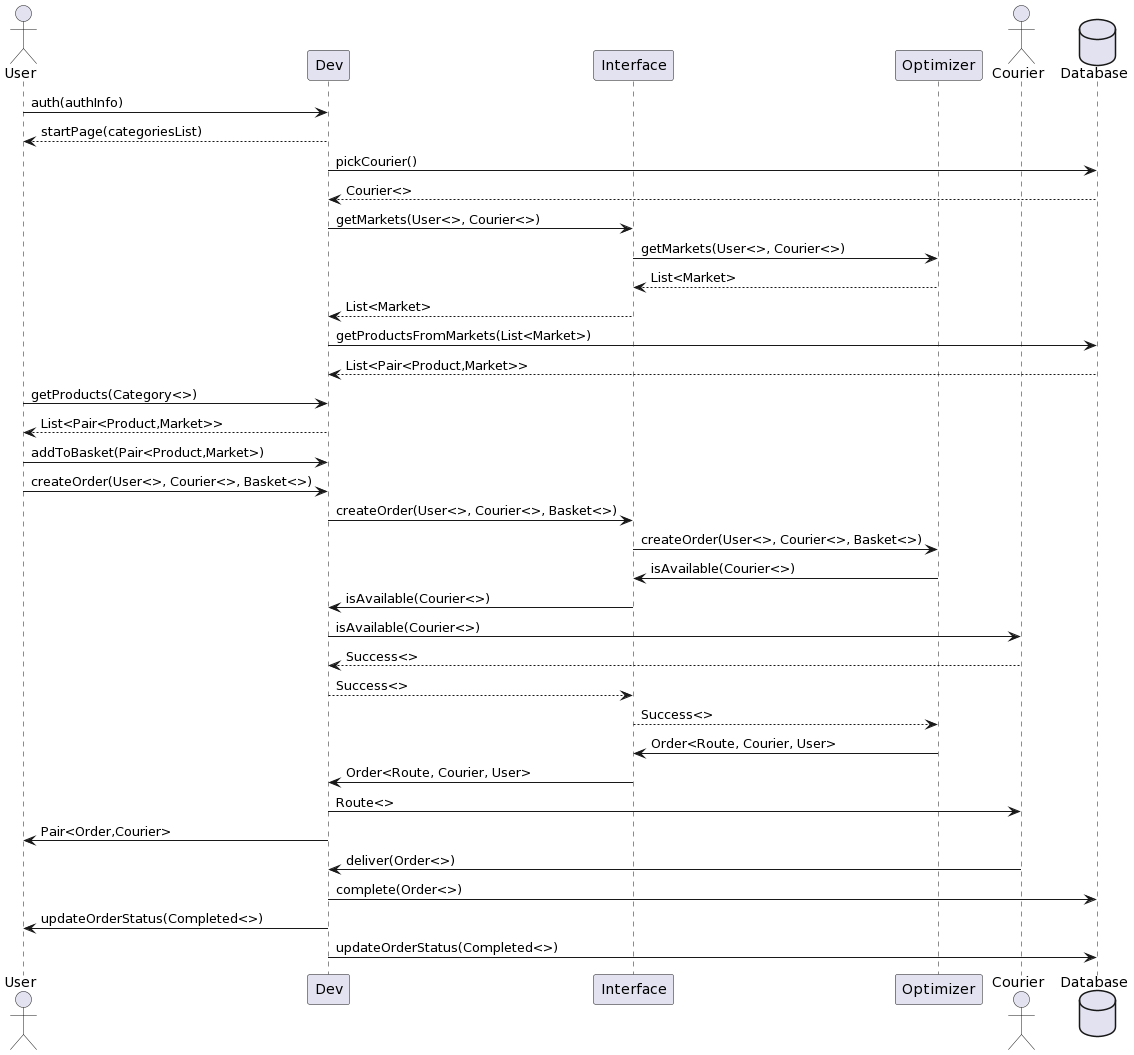 User
Dev
Interface
Optimizer
Courier
Database
auth(authInfo)
startPage(categoriesList)
pickCourier()
Courier<>
getMarkets(User<>, Courier<>)
getMarkets(User<>, Courier<>)
List<Market>
List<Market>
getProductsFromMarkets(List<Market>)
List<Pair<Product,Market>>
getProducts(Category<>)
List<Pair<Product,Market>>
addToBasket(Pair<Product,Market>)
createOrder(User<>, Courier<>, Basket<>)
createOrder(User<>, Courier<>, Basket<>)
createOrder(User<>, Courier<>, Basket<>)
isAvailable(Courier<>)
isAvailable(Courier<>)
isAvailable(Courier<>)
Success<>
Success<>
Success<>
Order<Route, Courier, User>
Order<Route, Courier, User>
Route<>
Pair<Order,Courier>
deliver(Order<>)
complete(Order<>)
updateOrderStatus(Completed<>)
updateOrderStatus(Completed<>)
User
Dev
Interface
Optimizer
Courier
Database